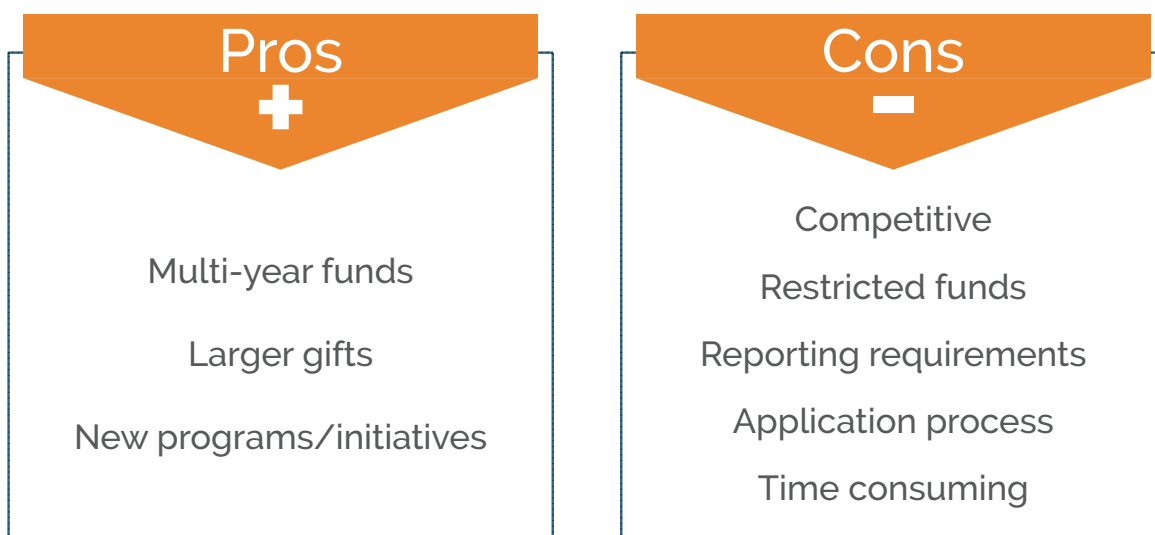 Pros
Multi-year funds
Larger gifts
New programs/initiatives
Cons
Competitive
Restricted funds
Reporting requirements
Application process
Time consuming